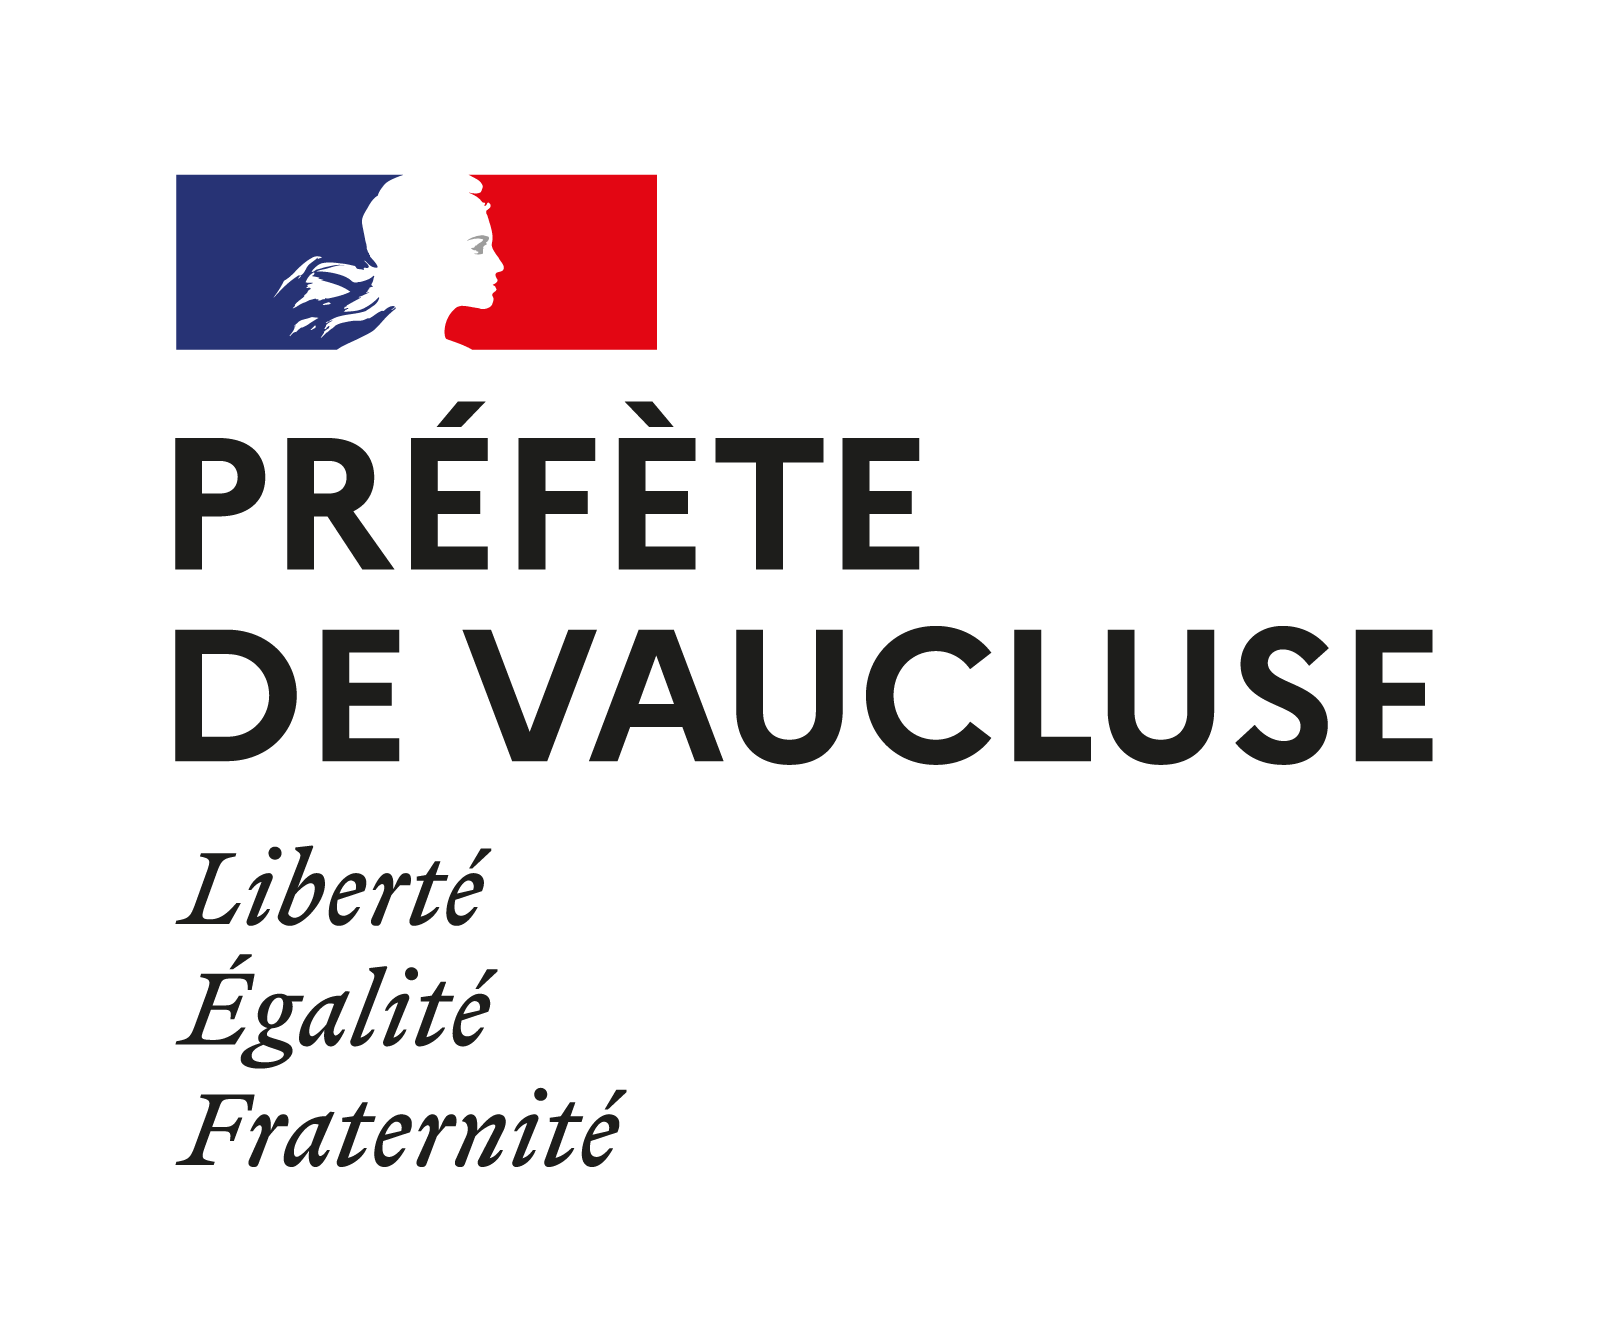 PRÉFÈTE
DE VAUCLUSE
Liberté
Égalité
Fraternité